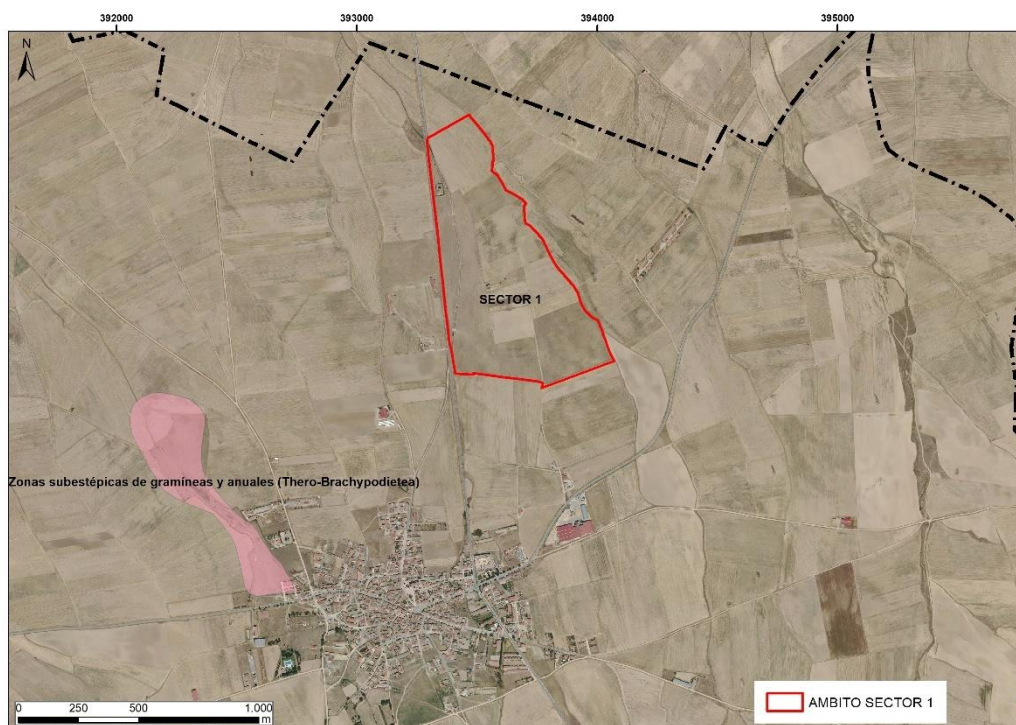 392000 393000 394000 395000
N
SECTOR 1
Zonas subestépicas de gramíneas y anuales (Thero-Brachypodietea)
0 250 500 1.000
m
AMBITO SECTOR 1